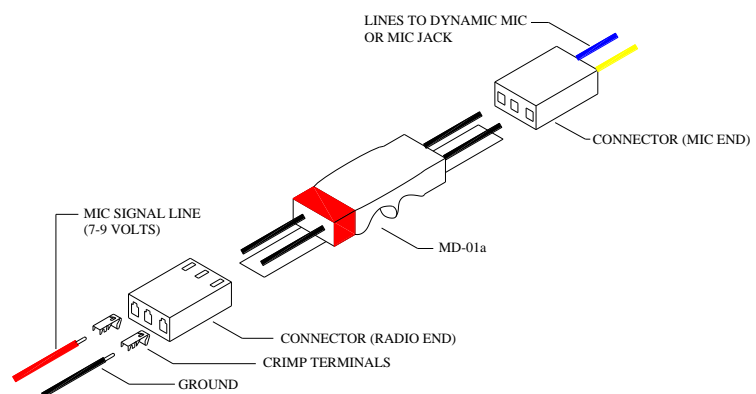 LINES TO DYNAMIC MIC
OR MIC JACK
CONNECTOR (MIC END)
MIC SIGNAL LINE
(7-9 VOLTS)
MD-01a
CONNECTOR (RADIO END)
CRIMP TERMINALS
GROUND